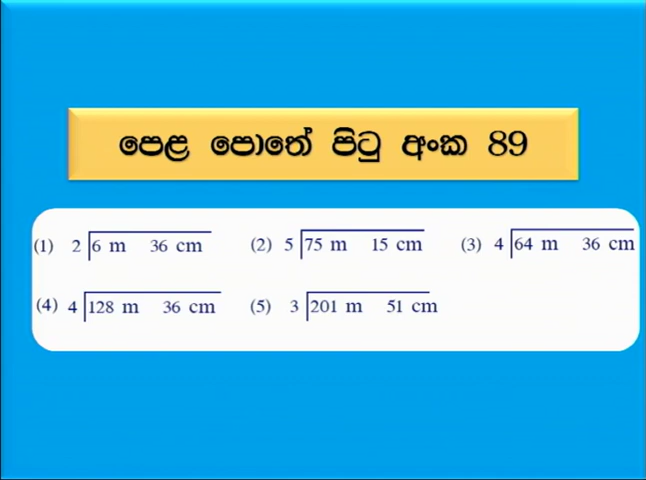 පෙළ පොතේ පිටු අංක 89
(1) 2 6 m 36 cm (2) 5 75 m 15 cm (3) 4 64 m 36 cm
(4) 4 128 m 36 cm (5) 3 201 m 51 cm